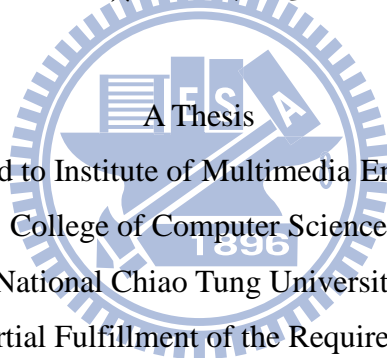 A Thesis
d to Institute of Multimedia En
College of Computer Science
National Chiao Tung Universit
rtial Fulfillment of the Require
ESA
1896